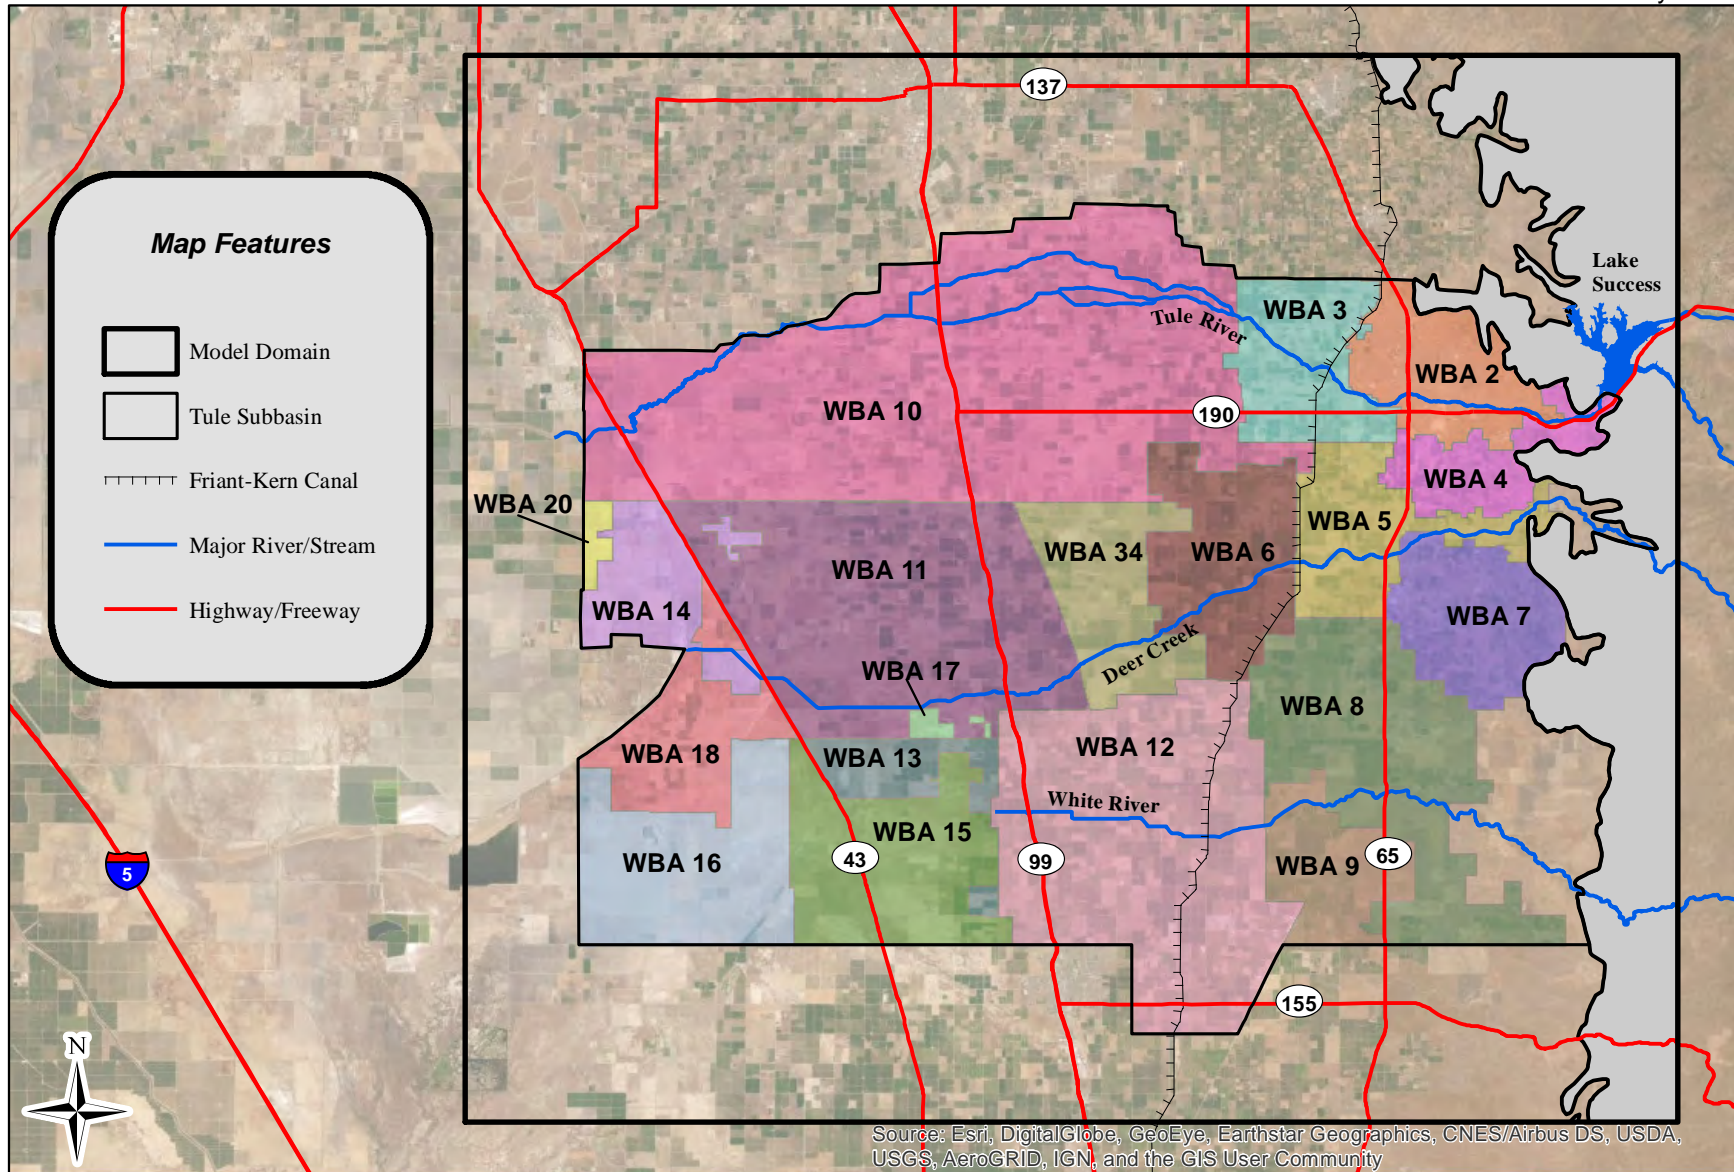 137
Map Features
Model Domain
Tule Subbasin
Friant-Kern Canal
Major River/Stream
Highway/Freeway
Lake
Success
WBA 3
Tule River
WBA 2
WBA 10
190
WBA 4
WBA 20
WBA 5
WBA 34
WBA 6
WBA 11
WBA 14
WBA 7
Deer Creek
WBA 17
WBA 8
WBA 18
WBA 13
WBA 12
White River
WBA 15
WBA 16
43
99
WBA 9
65
5
155
N
Source: Esri, DigitalGlobe, GeoEye, Earthstar Geographics, CNES/Airbus DS, USDA,
USGS, AeroGRID, IGN, and the GIS User Community